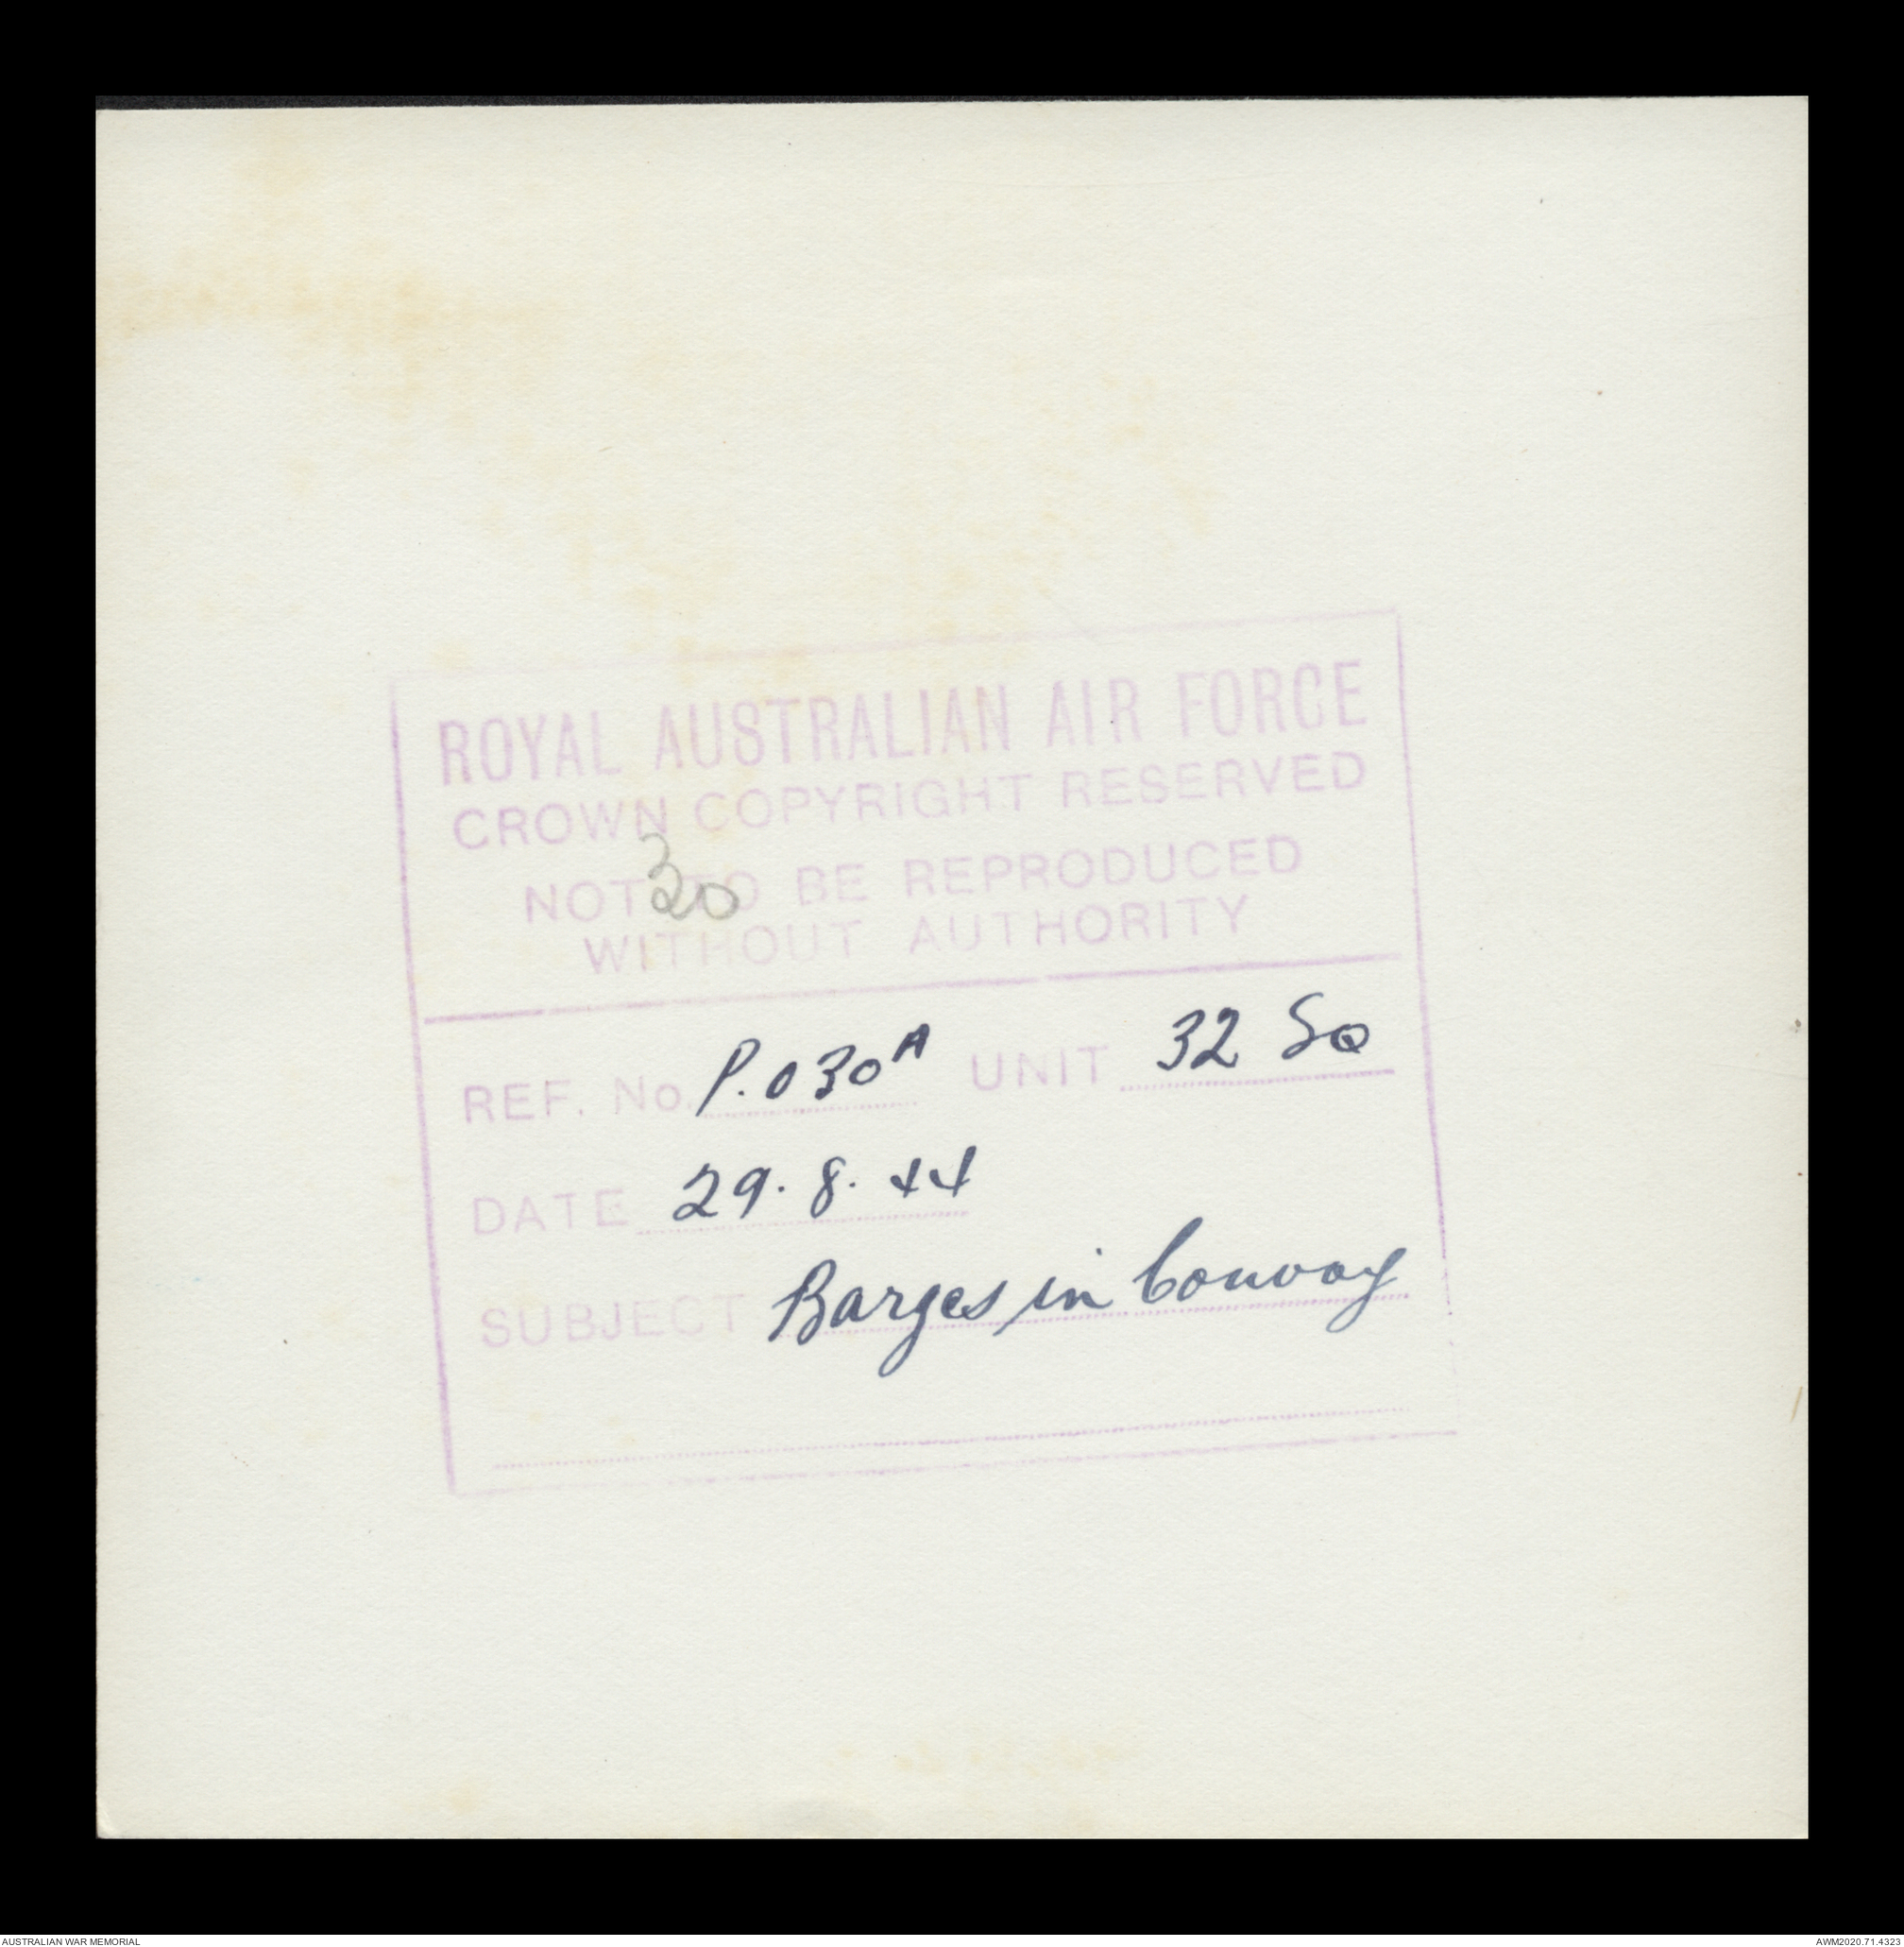 ROYAL AUSTRALIAN AIR FORCE
CROWN COPYRIGHT RESERVED
NOT TO BE REPRODUCED
30
WITHOUT AUTHORITY
REF. No. P.030A UNIT 32 SQ
DATE 29.8.44
SUBJECT Barges in Convoy
AUSTRALIAN WAR MEMORIAL AWM2020.71.4323